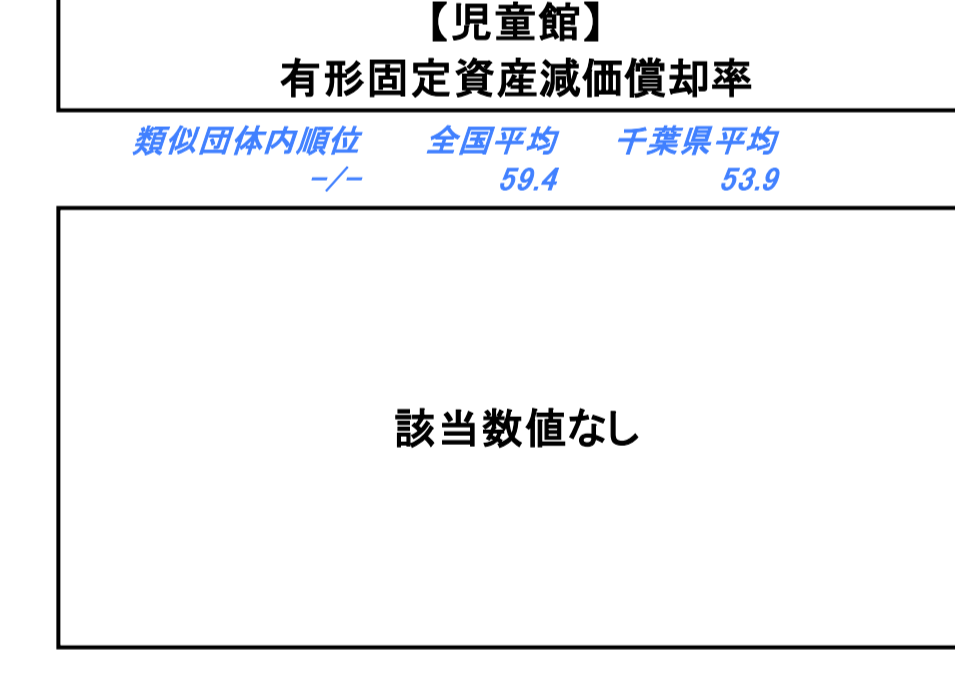 【児童館】
有形固定資産減価償却率
類似団体内順位 全国平均 千葉県平均
-/- 59.4 53.9
該当数値なし